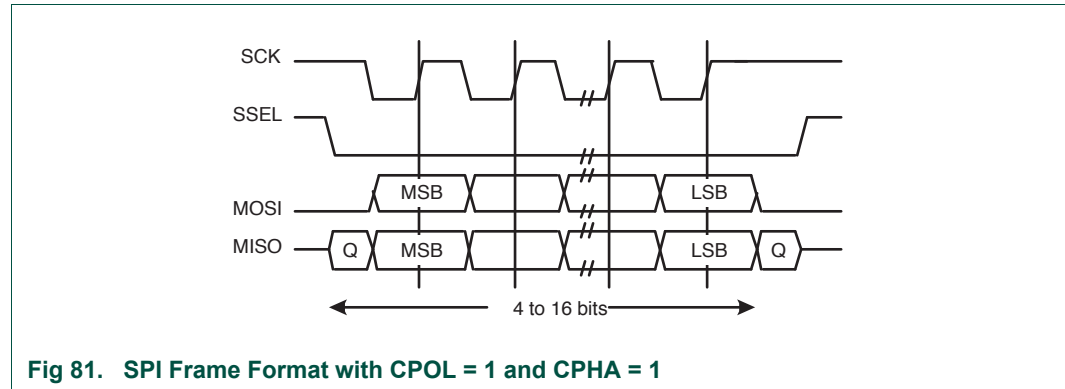 SCK
SSEL
MOSI MSB LSB
MISO Q MSB LSB Q
4 to 16 bits
Fig 81. SPI Frame Format with CPOL = 1 and CPHA = 1